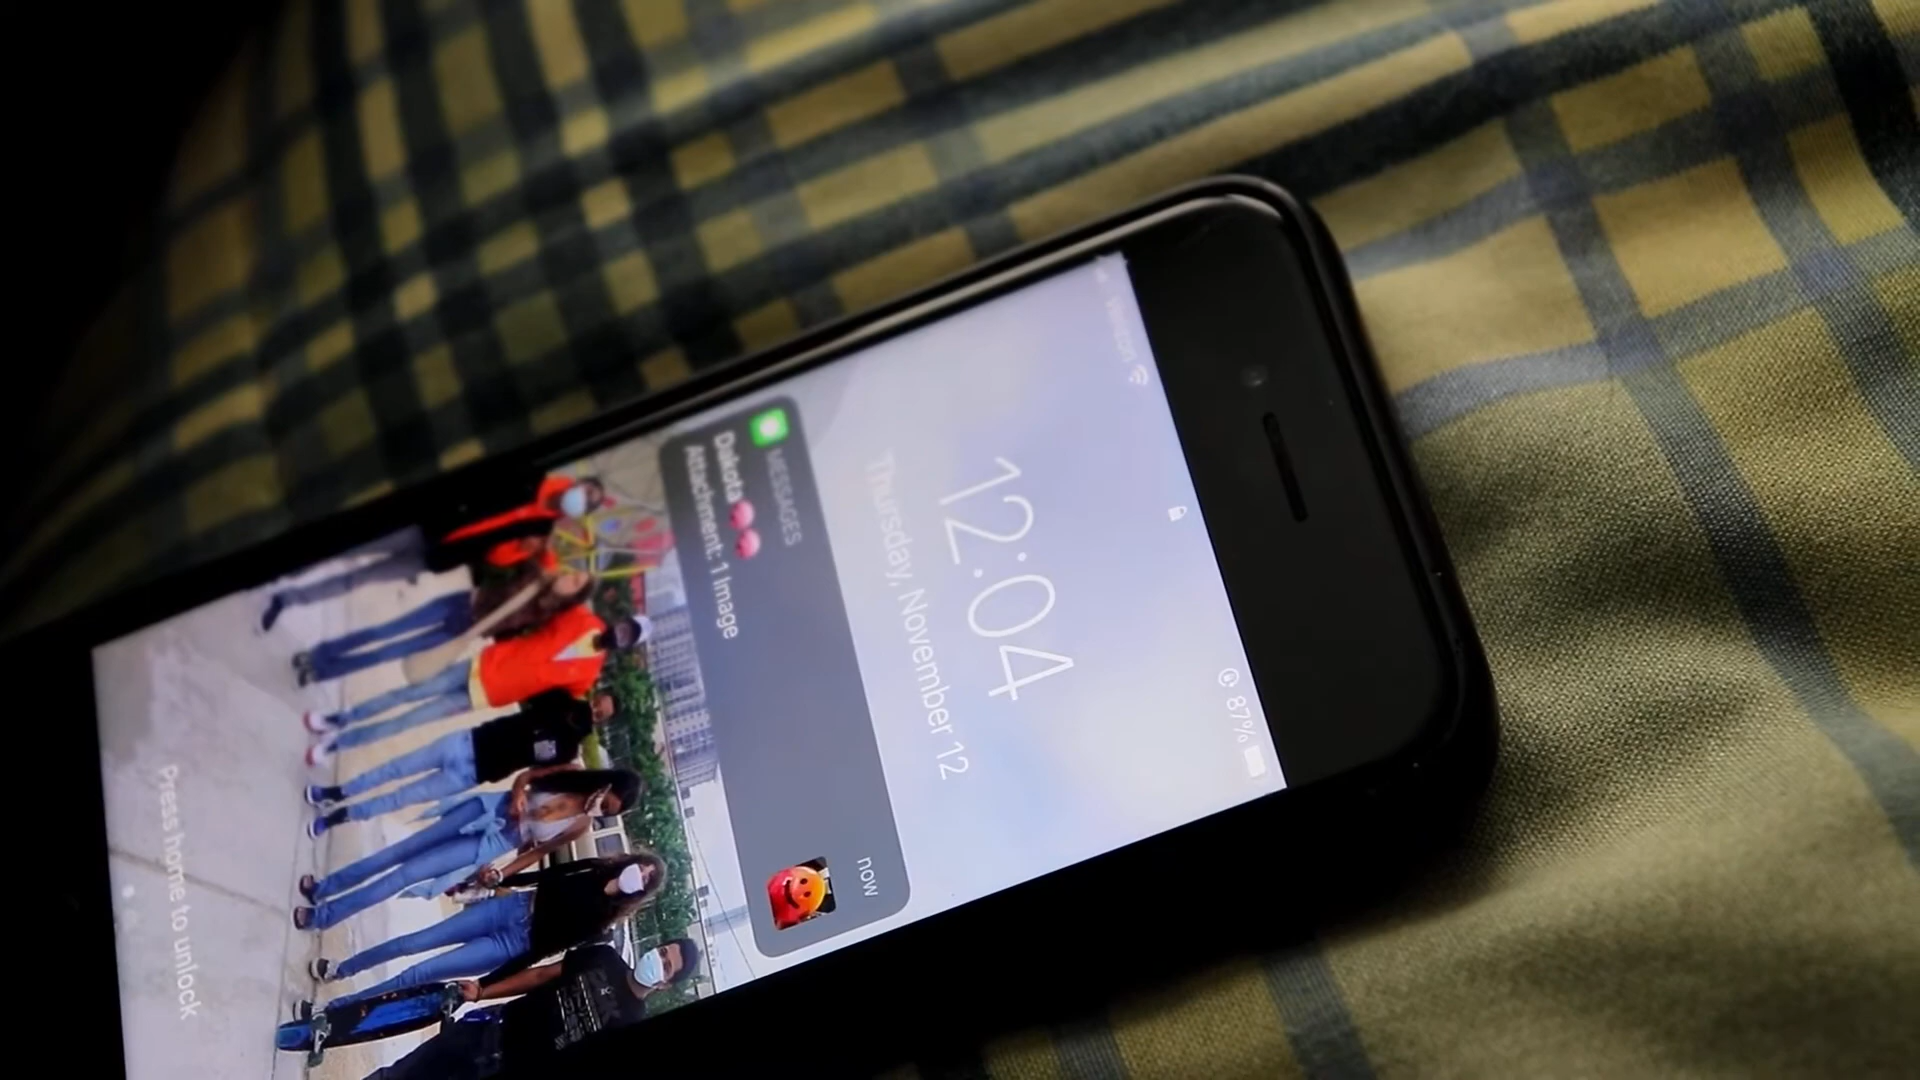 Verizon
87%
12:04
Thursday, November 12
MESSAGES
now
Dakota
Attachment: 1 Image
Press home to unlock